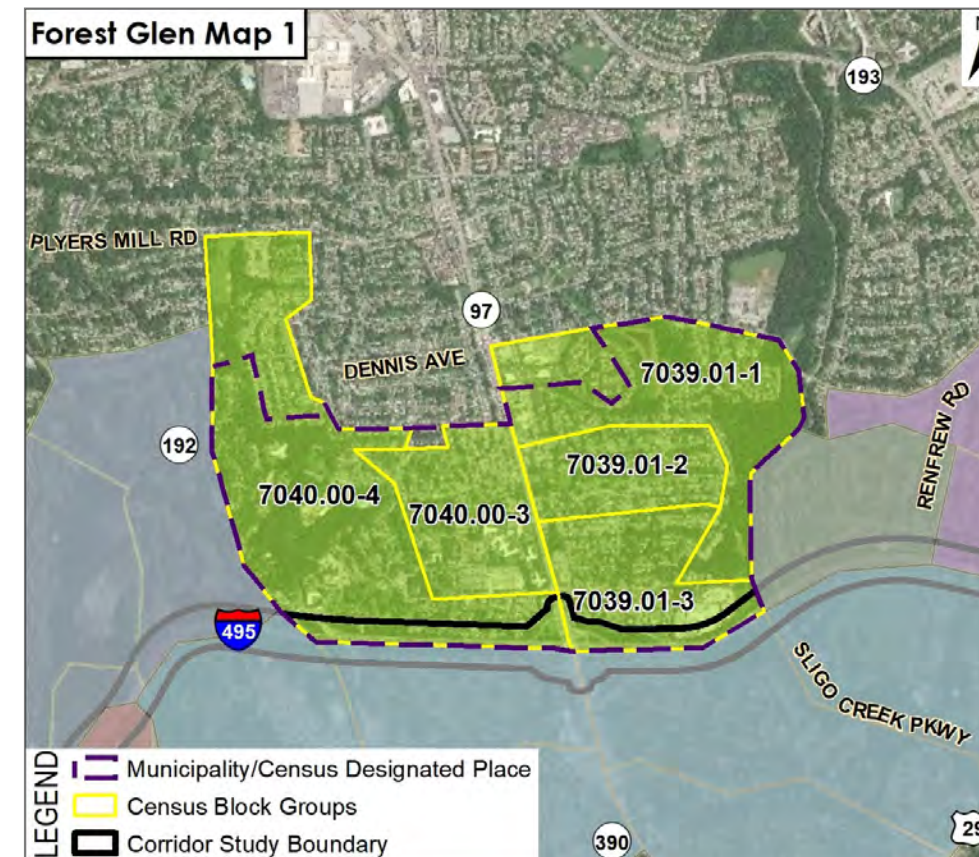 Forest Glen Map 1
193
PLYERS MILL RD
97
DENNIS AVE
7039.01-1
RENFREW RD
192
7039.01-2
7040.00-4
7040.00-3
7039.01-3
495
SLIGO CREEK PKWY
LEGEND
Municipality/Census Designated Place
Census Block Groups
Corridor Study Boundary
390
29